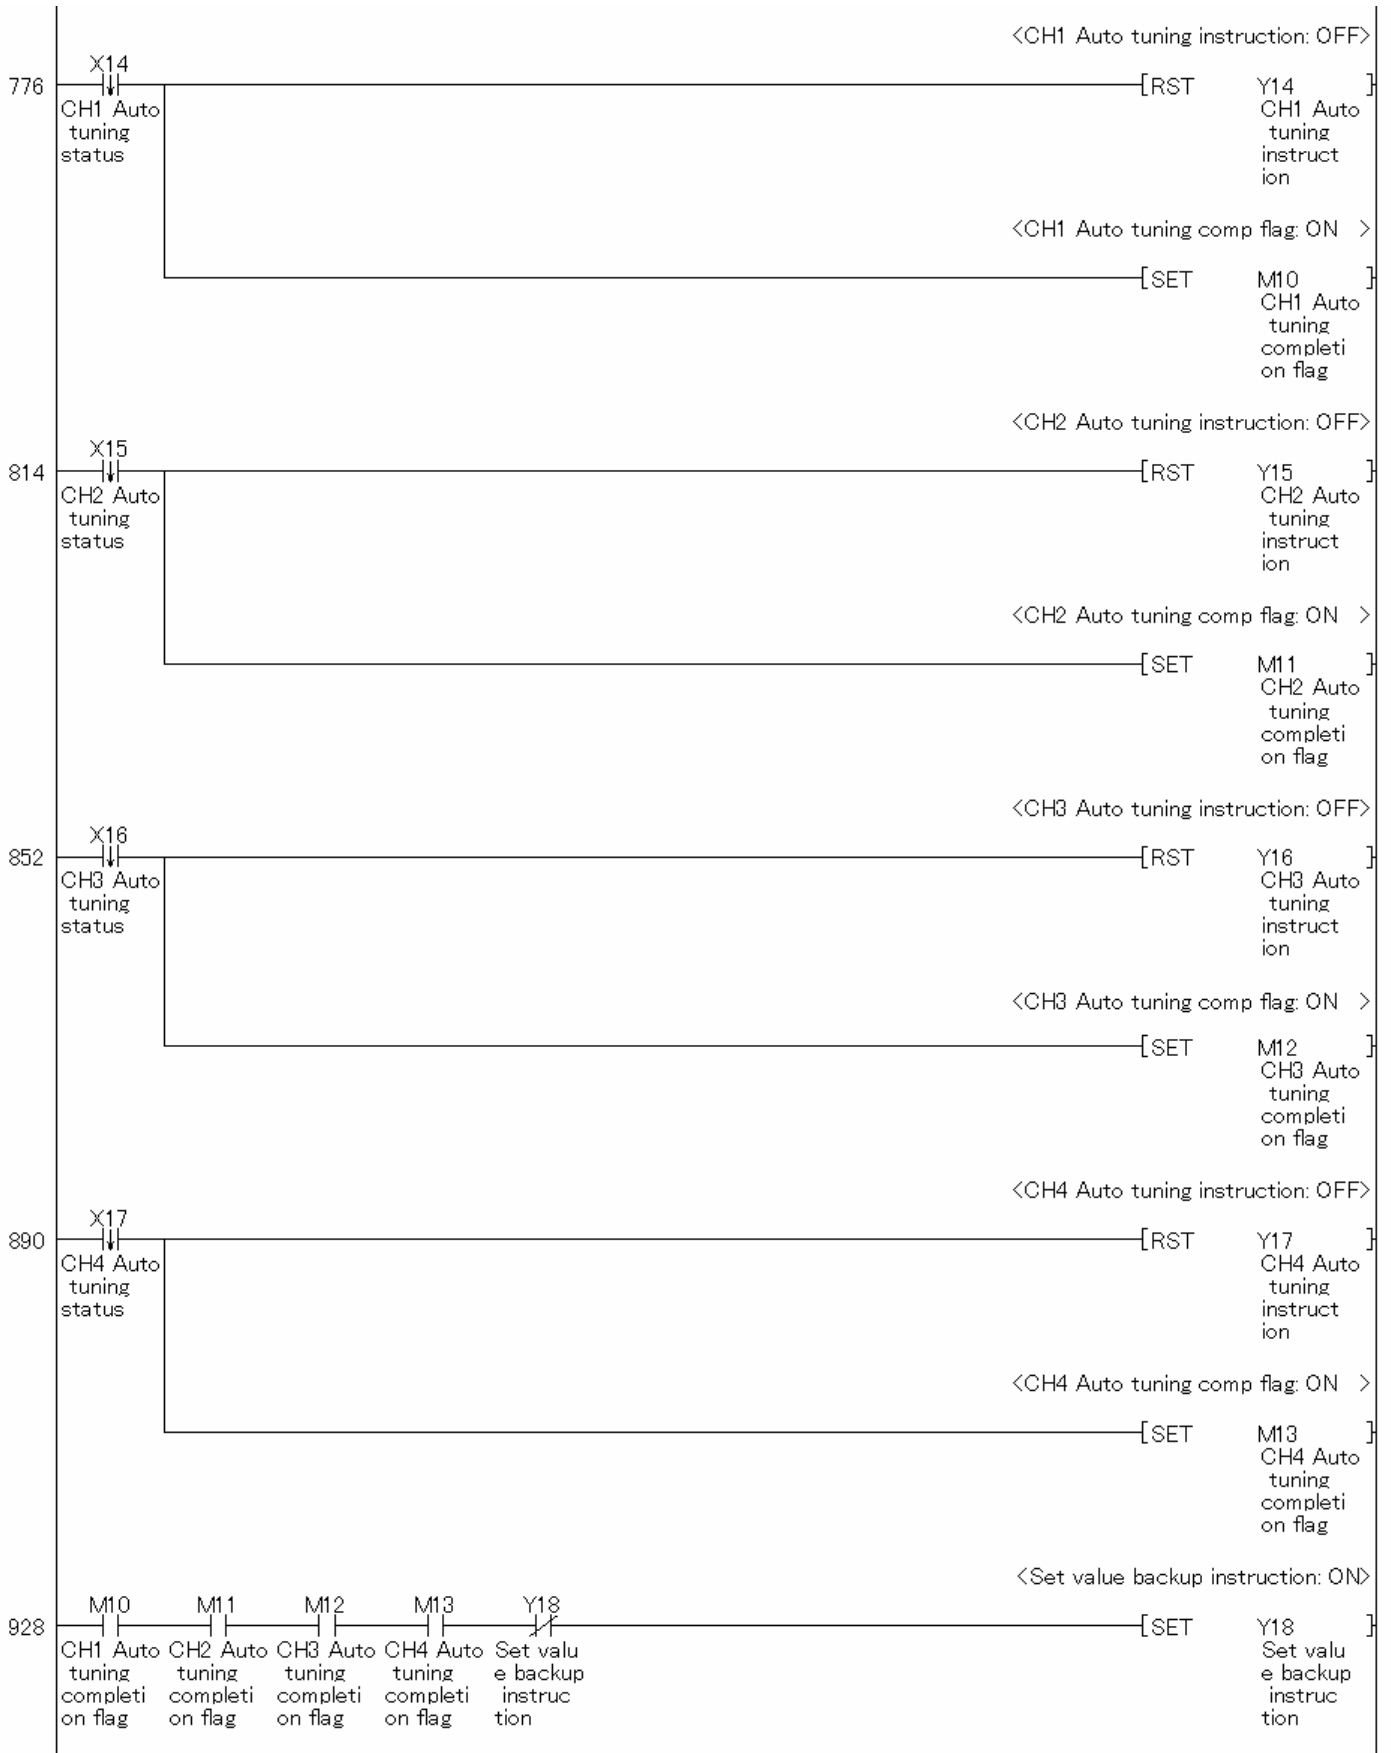 <CH1 Auto tuning instruction: OFF>
X14
776
[RST Y14 ]
CH1 Auto
tuning
status
CH1 Auto
tuning
instruct
ion
<CH1 Auto tuning comp flag: ON >
[SET M10 ]
CH1 Auto
tuning
completi
on flag
<CH2 Auto tuning instruction: OFF>
X15
814
[RST Y15 ]
CH2 Auto
tuning
status
CH2 Auto
tuning
instruct
ion
<CH2 Auto tuning comp flag: ON >
[SET M11 ]
CH2 Auto
tuning
completi
on flag
<CH3 Auto tuning instruction: OFF>
X16
852
[RST Y16 ]
CH3 Auto
tuning
status
CH3 Auto
tuning
instruct
ion
<CH3 Auto tuning comp flag: ON >
[SET M12 ]
CH3 Auto
tuning
completi
on flag
<CH4 Auto tuning instruction: OFF>
X17
890
[RST Y17 ]
CH4 Auto
tuning
status
CH4 Auto
tuning
instruct
ion
<CH4 Auto tuning comp flag: ON >
[SET M13 ]
CH4 Auto
tuning
completi
on flag
<Set value backup instruction: ON>
M10 M11 M12 M13 Y18
928
[SET Y18 ]
CH1 Auto
tuning
completi
on flag
CH2 Auto
tuning
completi
on flag
CH3 Auto
tuning
completi
on flag
CH4 Auto
tuning
completi
on flag
Set valu
e backup
instruc
tion
Set valu
e backup
instruc
tion